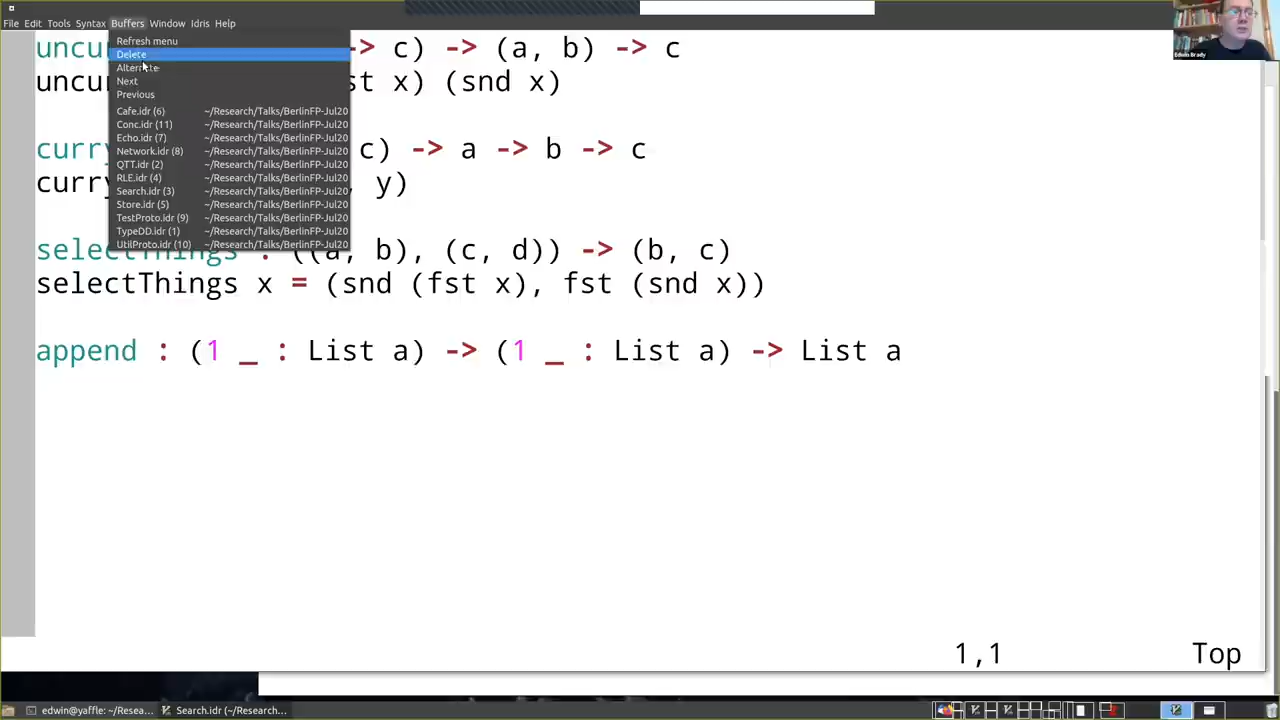 File Edit Tools Syntax Buffers Window Idris Help
Edwin Brady
Refresh menu
Delete
Alternate
Next
Previous
Cafe.idr (6) ~/Research/Talks/BerlinFP-Jul20
Conc.idr (11) ~/Research/Talks/BerlinFP-Jul20
Echo.idr (7) ~/Research/Talks/BerlinFP-Jul20
Network.idr (8) ~/Research/Talks/BerlinFP-Jul20
QTT.idr (2) ~/Research/Talks/BerlinFP-Jul20
RLE.idr (4) ~/Research/Talks/BerlinFP-Jul20
Search.idr (3) ~/Research/Talks/BerlinFP-Jul20
Store.idr (5) ~/Research/Talks/BerlinFP-Jul20
TestProto.idr (9) ~/Research/Talks/BerlinFP-Jul20
TypeDD.idr (1) ~/Research/Talks/BerlinFP-Jul20
UtilProto.idr (10) ~/Research/Talks/BerlinFP-Jul20
-> c) -> (a, b) -> c
x) (snd x)
c) -> a -> b -> c
y)
selectThings : ((a, b), (c, d)) -> (b, c)
selectThings x = (snd (fst x), fst (snd x))
append : (1 _ : List a) -> (1 _ : List a) -> List a
1,1 Top
edwin@yaffle: ~/Resea... Search.idr (~/Research...